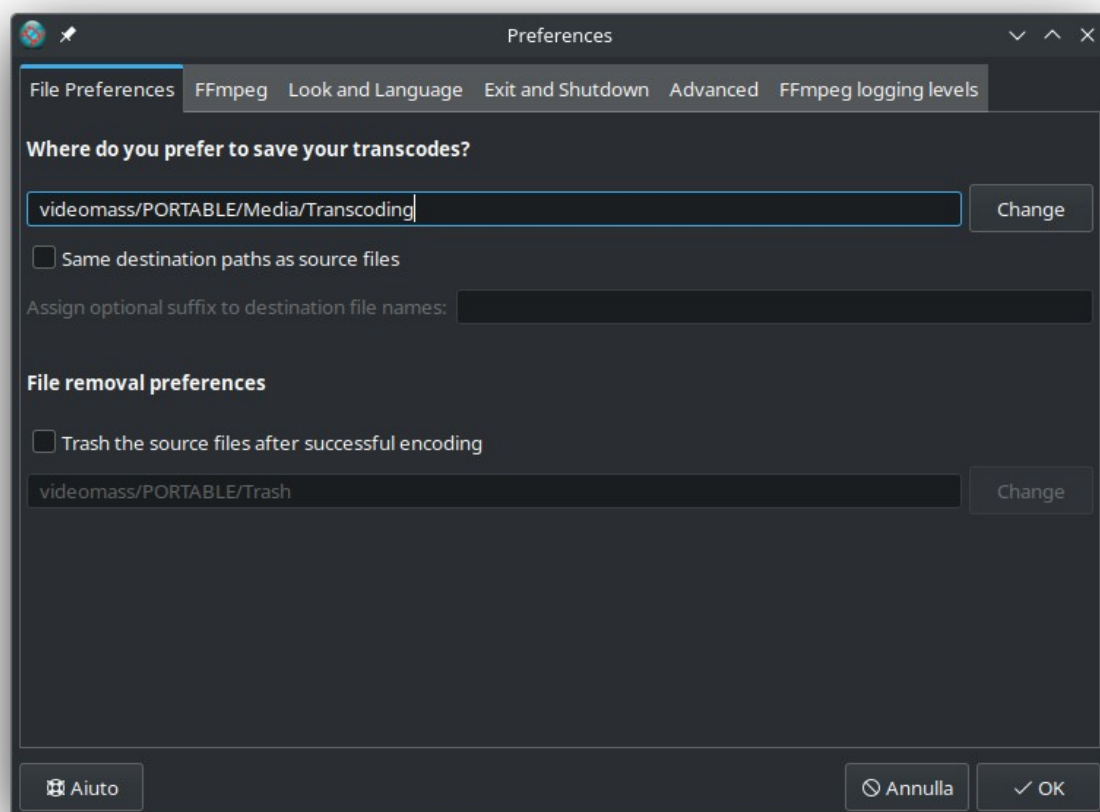 Preferences
File Preferences FFmpeg Look and Language Exit and Shutdown Advanced FFmpeg logging levels
Where do you prefer to save your transcodes?
videomass/PORTABLE/Media/Transcoding Change
Same destination paths as source files
Assign optional suffix to destination file names:
File removal preferences
Trash the source files after successful encoding
videomass/PORTABLE/Trash Change
Aiuto Annulla OK